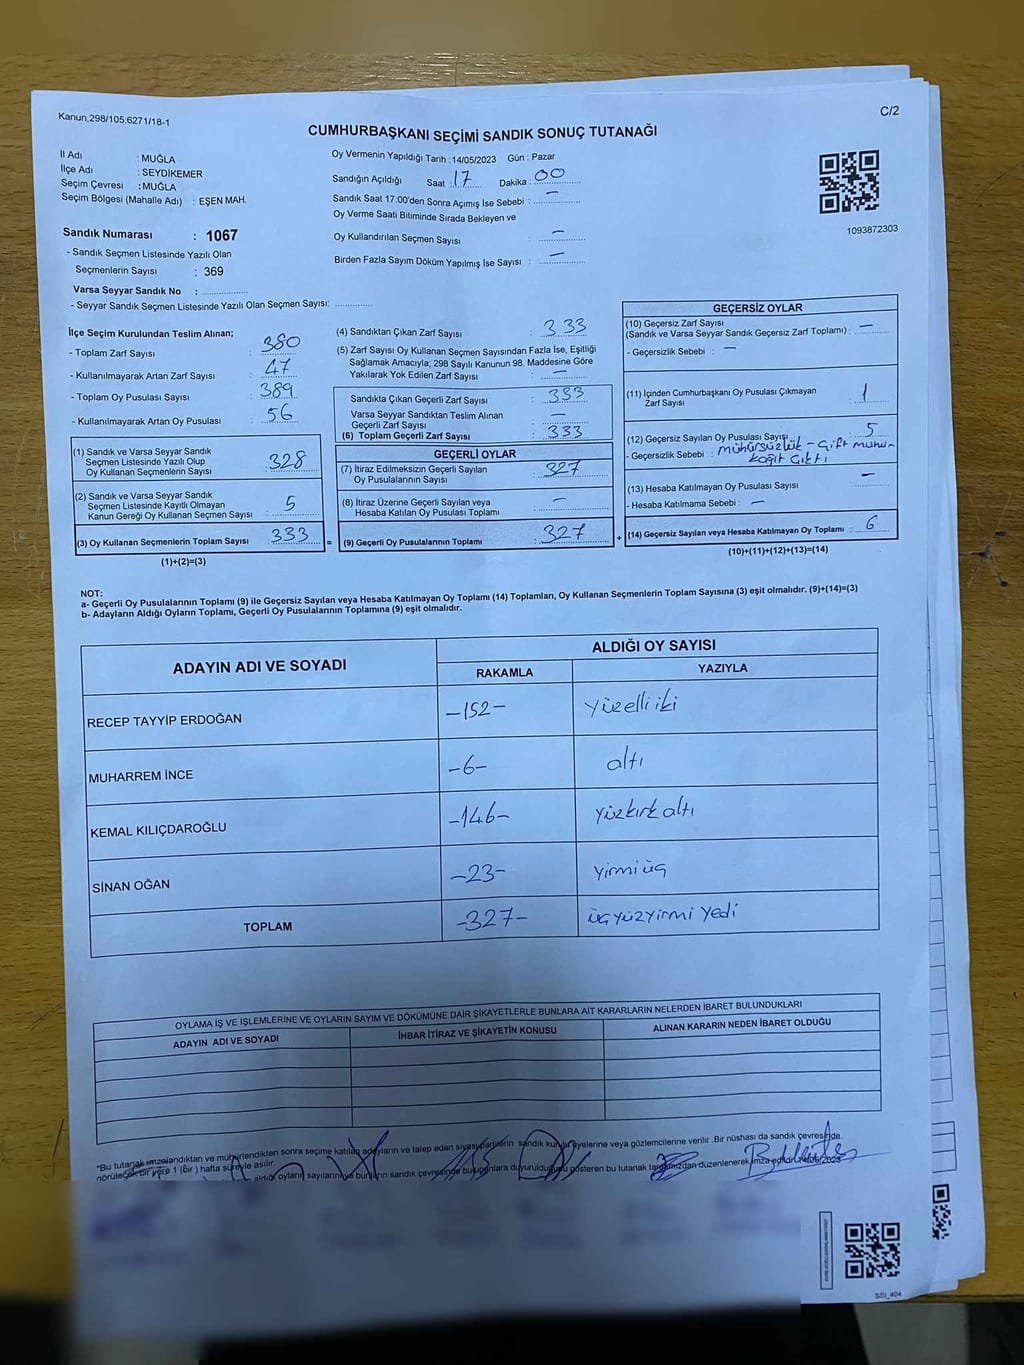 Kanun,298/105;6271/18-1
C/2
CUMHURBAŞKANI SEÇİMİ SANDIK SONUÇ TUTANAĞI
İl Adı : MUĞLA
İlçe Adı : SEYDİKEMER
Seçim Çevresi : MUĞLA
Seçim Bölgesi (Mahalle Adı) : EŞEN MAH.
Oy Vermenin Yapıldığı Tarih : 14/05/2023 Gün : Pazar
Sandığın Açıldığı Saat 17 Dakika : 00
Sandık Saat 17:00'den Sonra Açımış İse Sebebi : —
Oy Verme Saati Bitiminde Sırada Bekleyen ve
Oy Kullandırılan Seçmen Sayısı : —
Birden Fazla Sayım Döküm Yapılmış İse Sayısı : —
1093872303
Sandık Numarası : 1067
- Sandık Seçmen Listesinde Yazılı Olan
Seçmenlerin Sayısı : 369
Varsa Seyyar Sandık No :
- Seyyar Sandık Seçmen Listesinde Yazılı Olan Seçmen Sayısı:
İlçe Seçim Kurulundan Teslim Alınan;
- Toplam Zarf Sayısı : 380
- Kullanılmayarak Artan Zarf Sayısı : 47
- Toplam Oy Pusulası Sayısı : 389
- Kullanılmayarak Artan Oy Pusulası : 56
(1) Sandık ve Varsa Seyyar Sandık
Seçmen Listesinde Yazılı Olup
Oy Kullanan Seçmenlerin Sayısı : 328
(2) Sandık ve Varsa Seyyar Sandık
Seçmen Listesinde Kayıtlı Olmayan
Kanun Gereği Oy Kullanan Seçmen Sayısı : 5
(3) Oy Kullanan Seçmenlerin Toplam Sayısı : 333
(1)+(2)=(3)
(4) Sandıktan Çıkan Zarf Sayısı : 333
(5) Zarf Sayısı Oy Kullanan Seçmen Sayısından Fazla İse, Eşitliği
Sağlamak Amacıyla; 298 Sayılı Kanunun 98. Maddesine Göre
Yakılarak Yok Edilen Zarf Sayısı : —
Sandıkta Çıkan Geçerli Zarf Sayısı : 333
Varsa Seyyar Sandıktan Teslim Alınan
Geçerli Zarf Sayısı : —
(6) Toplam Geçerli Zarf Sayısı : 333
GEÇERLİ OYLAR
(7) İtiraz Edilmeksizin Geçerli Sayılan
Oy Pusulalarının Sayısı : 327
(8) İtiraz Üzerine Geçerli Sayılan veya
Hesaba Katılan Oy Pusulası Toplamı : —
= (9) Geçerli Oy Pusulalarının Toplamı : 327
GEÇERSİZ OYLAR
(10) Geçersiz Zarf Sayısı
(Sandık ve Varsa Seyyar Sandık Geçersiz Zarf Toplamı) : —
- Geçersizlik Sebebi : —
(11) İçinden Cumhurbaşkanı Oy Pusulası Çıkmayan
Zarf Sayısı : 1
(12) Geçersiz Sayılan Oy Pusulası Sayısı : 5
- Geçersizlik Sebebi : mühürsüzlük - çift mühür
kağıt çıktı
(13) Hesaba Katılmayan Oy Pusulası Sayısı : —
- Hesaba Katılmama Sebebi : —
+ (14) Geçersiz Sayılan veya Hesaba Katılmayan Oy Toplamı : 6
(10)+(11)+(12)+(13)=(14)
NOT:
a- Geçerli Oy Pusulalarının Toplamı (9) ile Geçersiz Sayılan veya Hesaba Katılmayan Oy Toplamı (14) Toplamları, Oy Kullanan Seçmenlerin Toplam Sayısına (3) eşit olmalıdır. (9)+(14)=(3)
b- Adayların Aldığı Oyların Toplamı, Geçerli Oy Pusulalarının Toplamına (9) eşit olmalıdır.
ADAYIN ADI VE SOYADI ALDIĞI OY SAYISI
RAKAMLA YAZIYLA
RECEP TAYYİP ERDOĞAN -152- yüzelliiki
MUHARREM İNCE -6- altı
KEMAL KILIÇDAROĞLU -146- yüzkırkaltı
SİNAN OĞAN -23- yirmiüç
TOPLAM -327- üçyüzyirmi yedi
OYLAMA İŞ VE İŞLEMLERİNE VE OYLARIN SAYIM VE DÖKÜMÜNE DAİR ŞİKAYETLERLE BUNLARA AİT KARARLARIN NELERDEN İBARET BULUNDUKLARI
ADAYIN ADI VE SOYADI İHBAR İTİRAZ VE ŞİKAYETİN KONUSU ALINAN KARARIN NEDEN İBARET OLDUĞU
*Bu tutanak imzalandıktan ve mühürlendikten sonra seçime katılan adayların ve talep eden siyasi partilerin sandık kurulu üyelerine veya gözlemcilerine verilir .Bir nüshası da sandık çevresinde
görülecek bir yere 1 (bir ) hafta süreyle asılır.
aldığı oyların sayılarını ve bunların sandık çevresinde duyurulduğunu gösteren bu tutanak tarafımızdan düzenlenerek imza edildi.
SSI_404